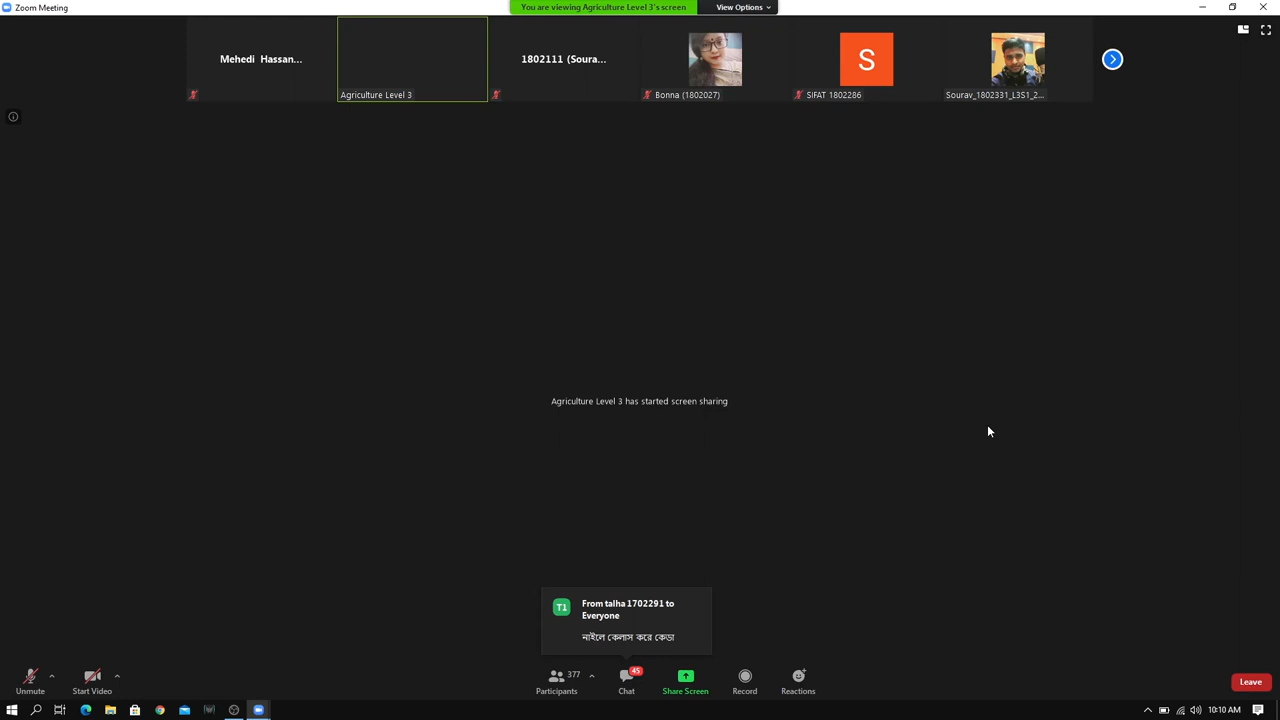 Zoom Meeting
You are viewing Agriculture Level 3's screen
View Options
Mehedi Hassan...
Agriculture Level 3
1802111 (Soura...
Bonna (1802027)
S
SIFAT 1802286
Sourav_1802331_L3S1_2...
Agriculture Level 3 has started screen sharing
T1
From talha 1702291 to
Everyone
নাইলে কেলাস করে কেডা
Unmute
Start Video
377
Participants
45
Chat
Share Screen
Record
Reactions
Leave
10:10 AM